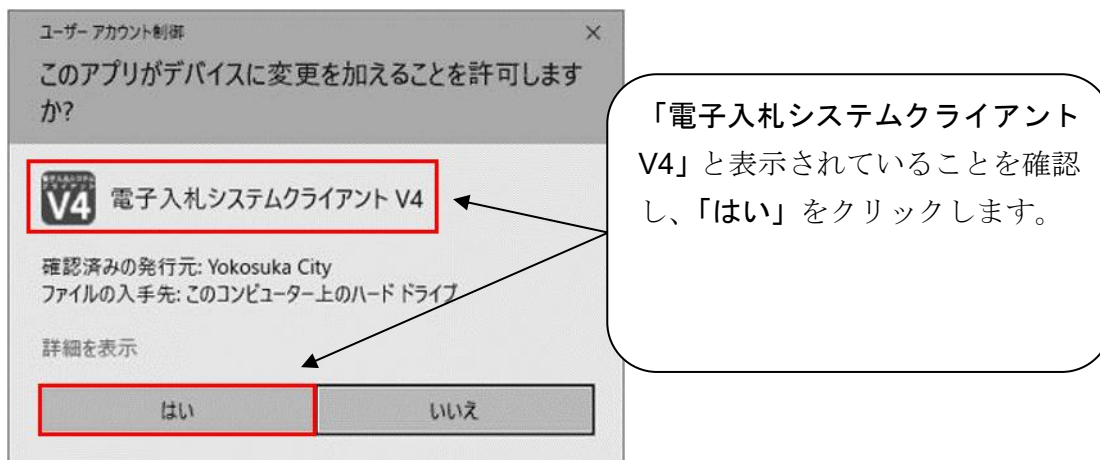 ユーザー アカウント制御
このアプリがデバイスに変更を加えることを許可します
か?
V4
電子入札システムクライアント V4
確認済みの発行元: Yokosuka City
ファイルの入手先: このコンピューター上のハード ドライブ
詳細を表示
はい
いいえ
「電子入札システムクライアント
V4」と表示されていることを確認
し、「はい」をクリックします。